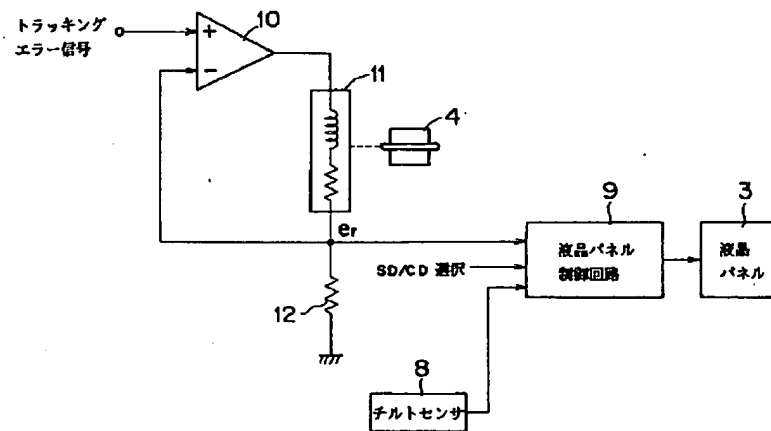 トラッキング
エラー信号
10
+
−
11
4
er
SD/CD 選択
12
9
液晶パネル
制御回路
3
液晶
パネル
8
チルトセンサ